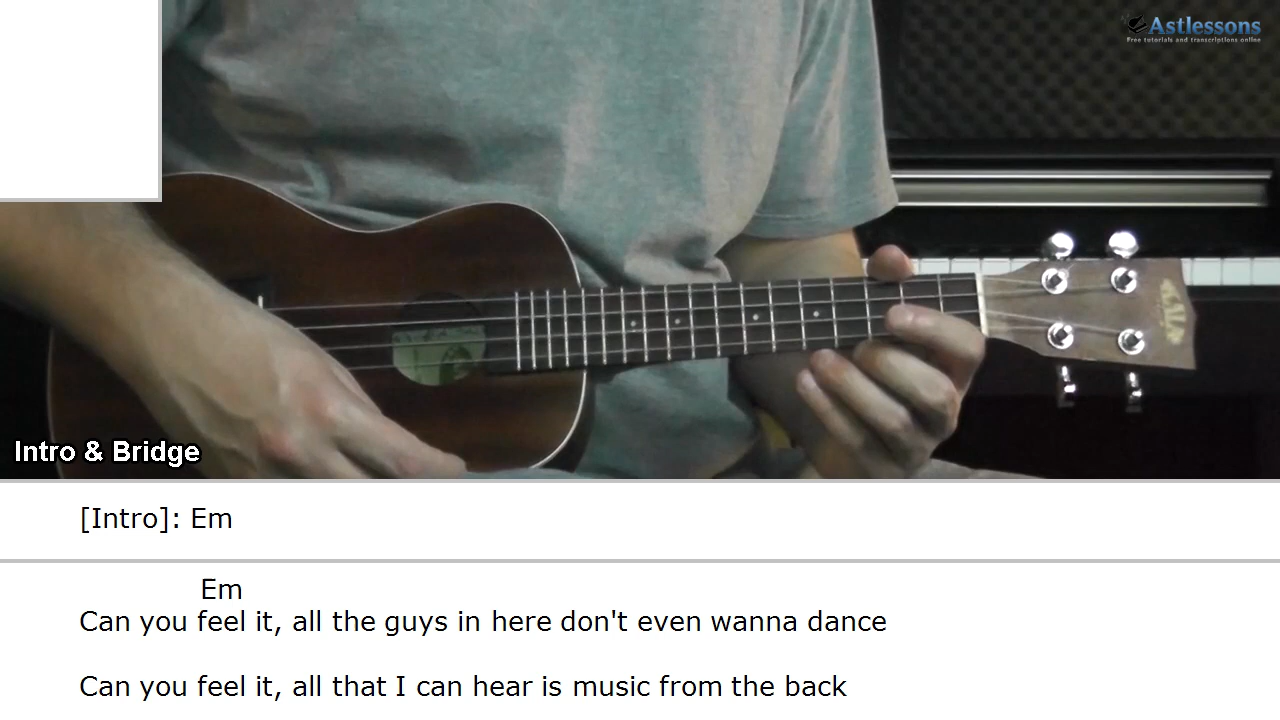 Astlessons
Free tutorials and transcriptions online
KALA
Intro & Bridge
[Intro]: Em
Em
Can you feel it, all the guys in here don't even wanna dance
Can you feel it, all that I can hear is music from the back